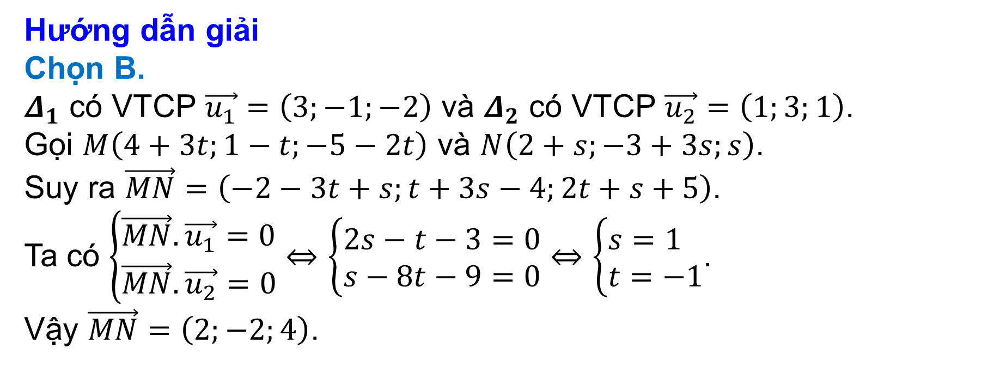 Hướng dẫn giải
Chọn B.
$\boldsymbol{\Delta_1}$ có VTCP $\overrightarrow{u_1} = (3; -1; -2)$ và $\boldsymbol{\Delta_2}$ có VTCP $\overrightarrow{u_2} = (1; 3; 1)$.
Gọi $M(4 + 3t; 1 - t; -5 - 2t)$ và $N(2 + s; -3 + 3s; s)$.
Suy ra $\overrightarrow{MN} = (-2 - 3t + s; t + 3s - 4; 2t + s + 5)$.
Ta có $\begin{cases} \overrightarrow{MN}.\overrightarrow{u_1} = 0 \\ \overrightarrow{MN}.\overrightarrow{u_2} = 0 \end{cases} \Leftrightarrow \begin{cases} 2s - t - 3 = 0 \\ s - 8t - 9 = 0 \end{cases} \Leftrightarrow \begin{cases} s = 1 \\ t = -1 \end{cases}$.
Vậy $\overrightarrow{MN} = (2; -2; 4)$.